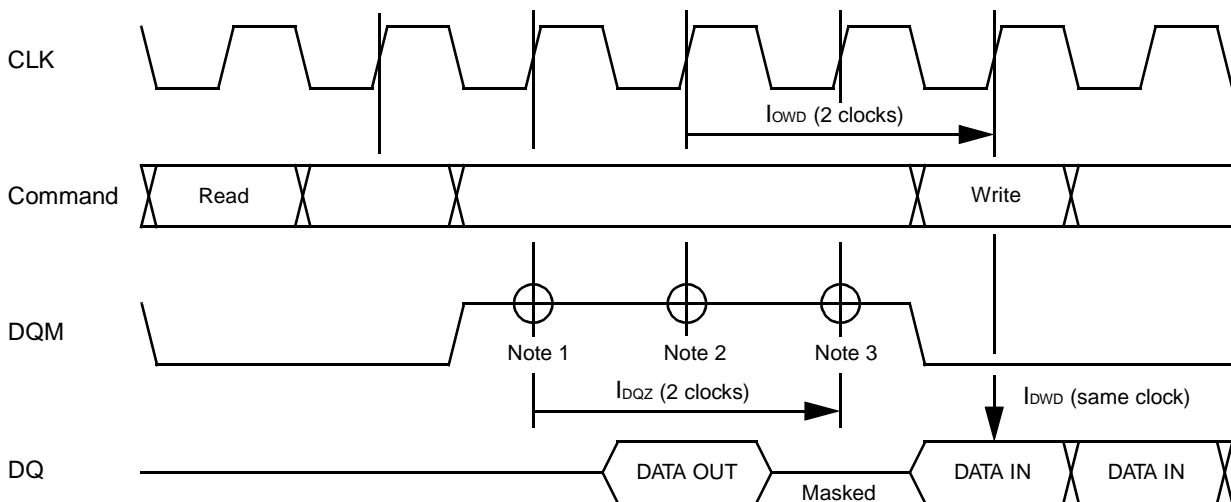 CLK
IOWD (2 clocks)
Command
Read
Write
DQM
Note 1
Note 2
Note 3
IDQZ (2 clocks)
IDWD (same clock)
DQ
DATA OUT
Masked
DATA IN
DATA IN